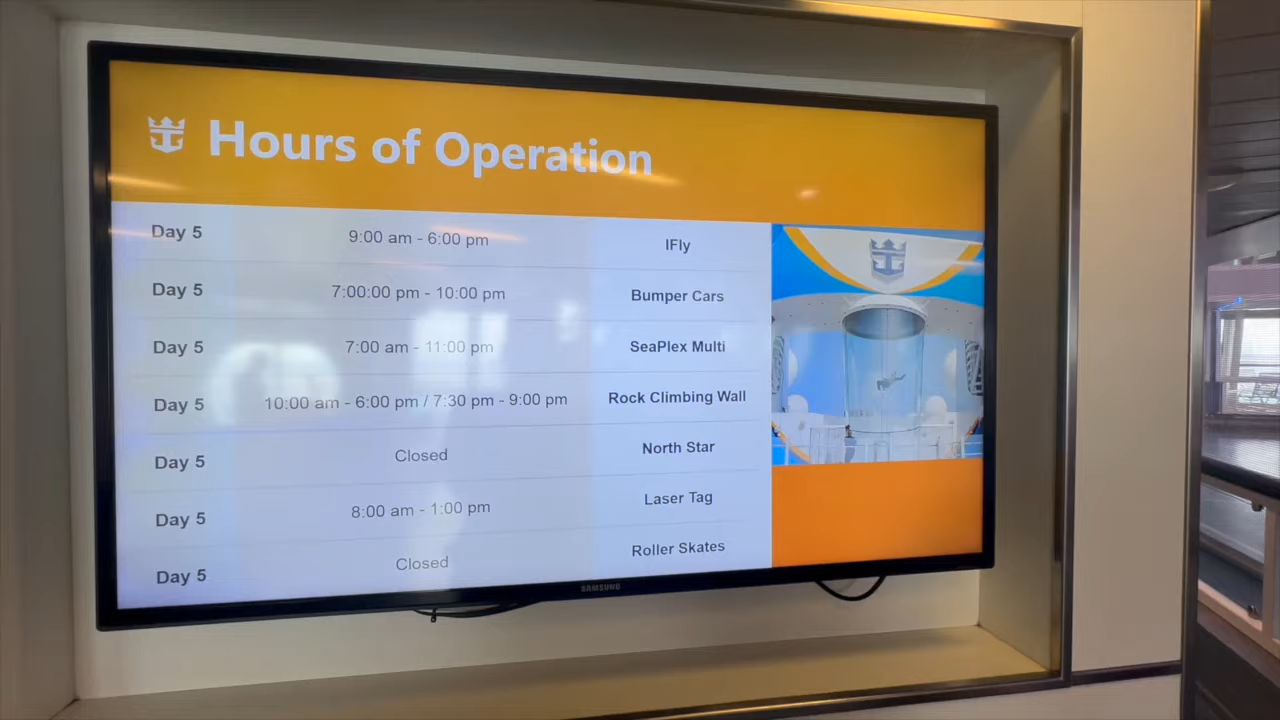 Hours of Operation
Day 5 9:00 am - 6:00 pm IFly
Day 5 7:00:00 pm - 10:00 pm Bumper Cars
Day 5 7:00 am - 11:00 pm SeaPlex Multi
Day 5 10:00 am - 6:00 pm / 7:30 pm - 9:00 pm Rock Climbing Wall
Day 5 Closed North Star
Day 5 8:00 am - 1:00 pm Laser Tag
Day 5 Closed Roller Skates
SAMSUNG